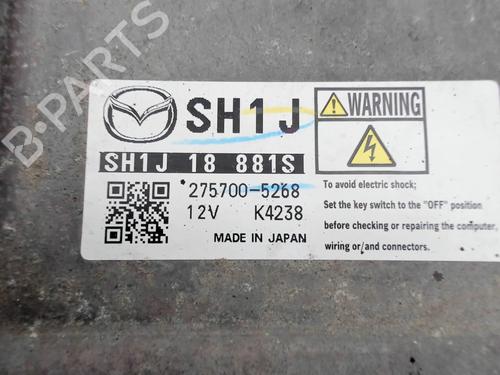 B-PARTS
SH1J
SH1J 18 881S
275700-5268
12V K4238
MADE IN JAPAN
WARNING
To avoid electric shock;
Set the key switch to the "OFF" position
before checking or repairing the computer,
wiring or/and connectors.